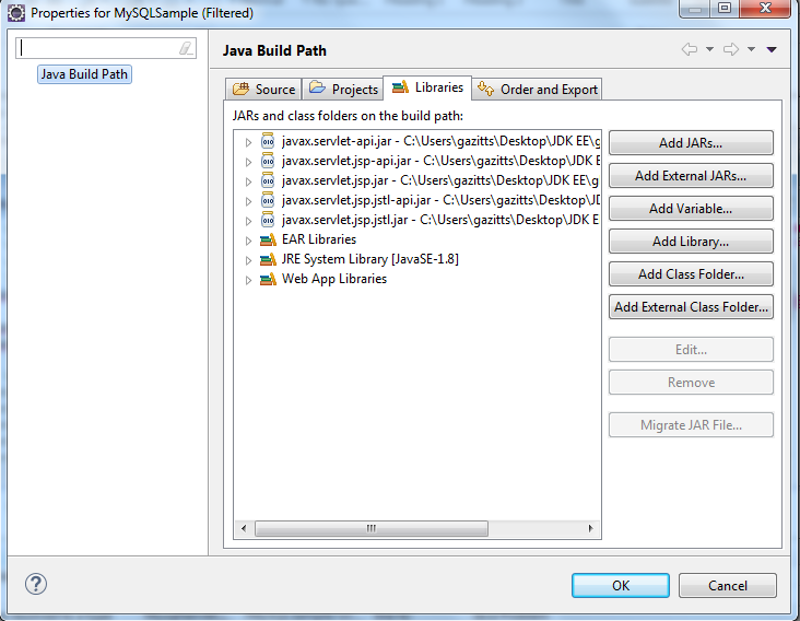 Properties for MySQLSample (Filtered)
Java Build Path
Java Build Path
Source
Projects
Libraries
Order and Export
JARs and class folders on the build path:
javax.servlet-api.jar - C:\Users\gazitts\Desktop\JDK EE\g
javax.servlet.jsp-api.jar - C:\Users\gazitts\Desktop\JDK E
javax.servlet.jsp.jar - C:\Users\gazitts\Desktop\JDK EE\g
javax.servlet.jsp.jstl-api.jar - C:\Users\gazitts\Desktop\JD
javax.servlet.jsp.jstl.jar - C:\Users\gazitts\Desktop\JDK E
EAR Libraries
JRE System Library [JavaSE-1.8]
Web App Libraries
Add JARs...
Add External JARs...
Add Variable...
Add Library...
Add Class Folder...
Add External Class Folder...
Edit...
Remove
Migrate JAR File...
OK
Cancel